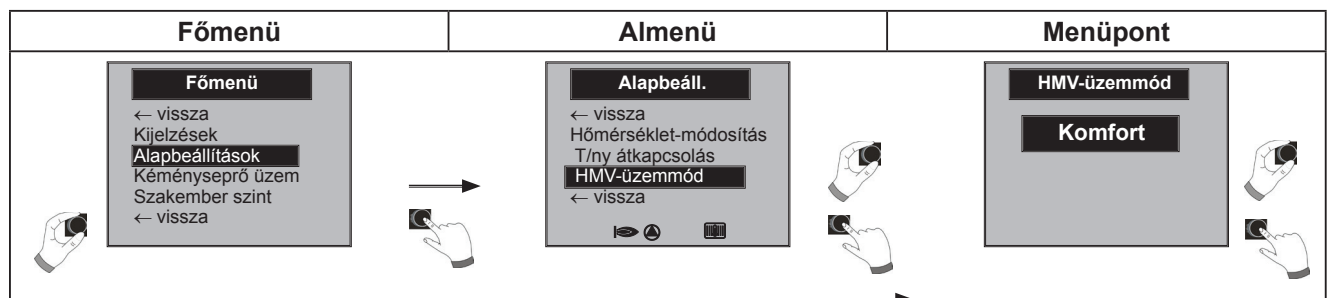 Főmenü
Almenü
Menüpont
Főmenü
← vissza
Kijelzések
Alapbeállítások
Kéményseprő üzem
Szakember szint
← vissza
Alapbeáll.
← vissza
Hőmérséklet-módosítás
T/ny átkapcsolás
HMV-üzemmód
← vissza
HMV-üzemmód
Komfort